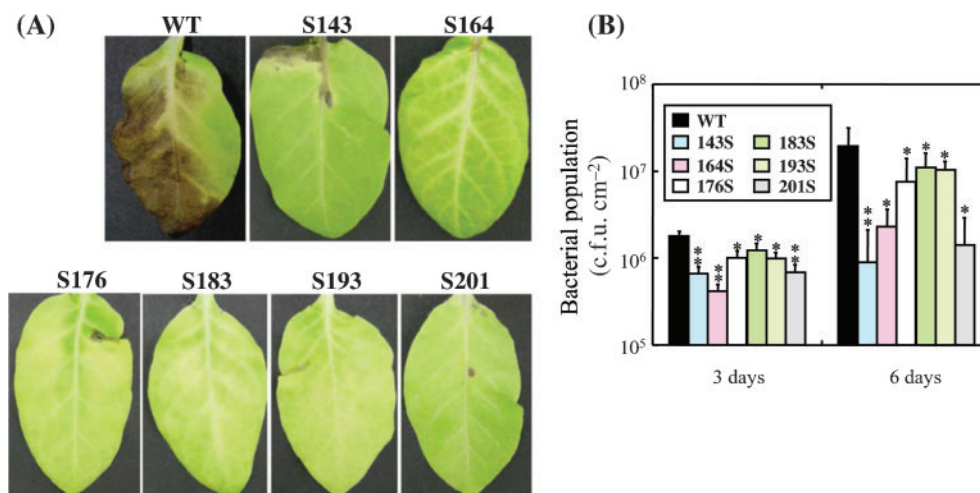 (A)
WT S143 S164
S176 S183 S193 S201
(B)
Bacterial population
(c.f.u. cm⁻²)
10⁸
10⁷
10⁶
10⁵
WT
143S 183S
164S 193S
176S 201S
** ** * * * **
** * * * * *
3 days 6 days